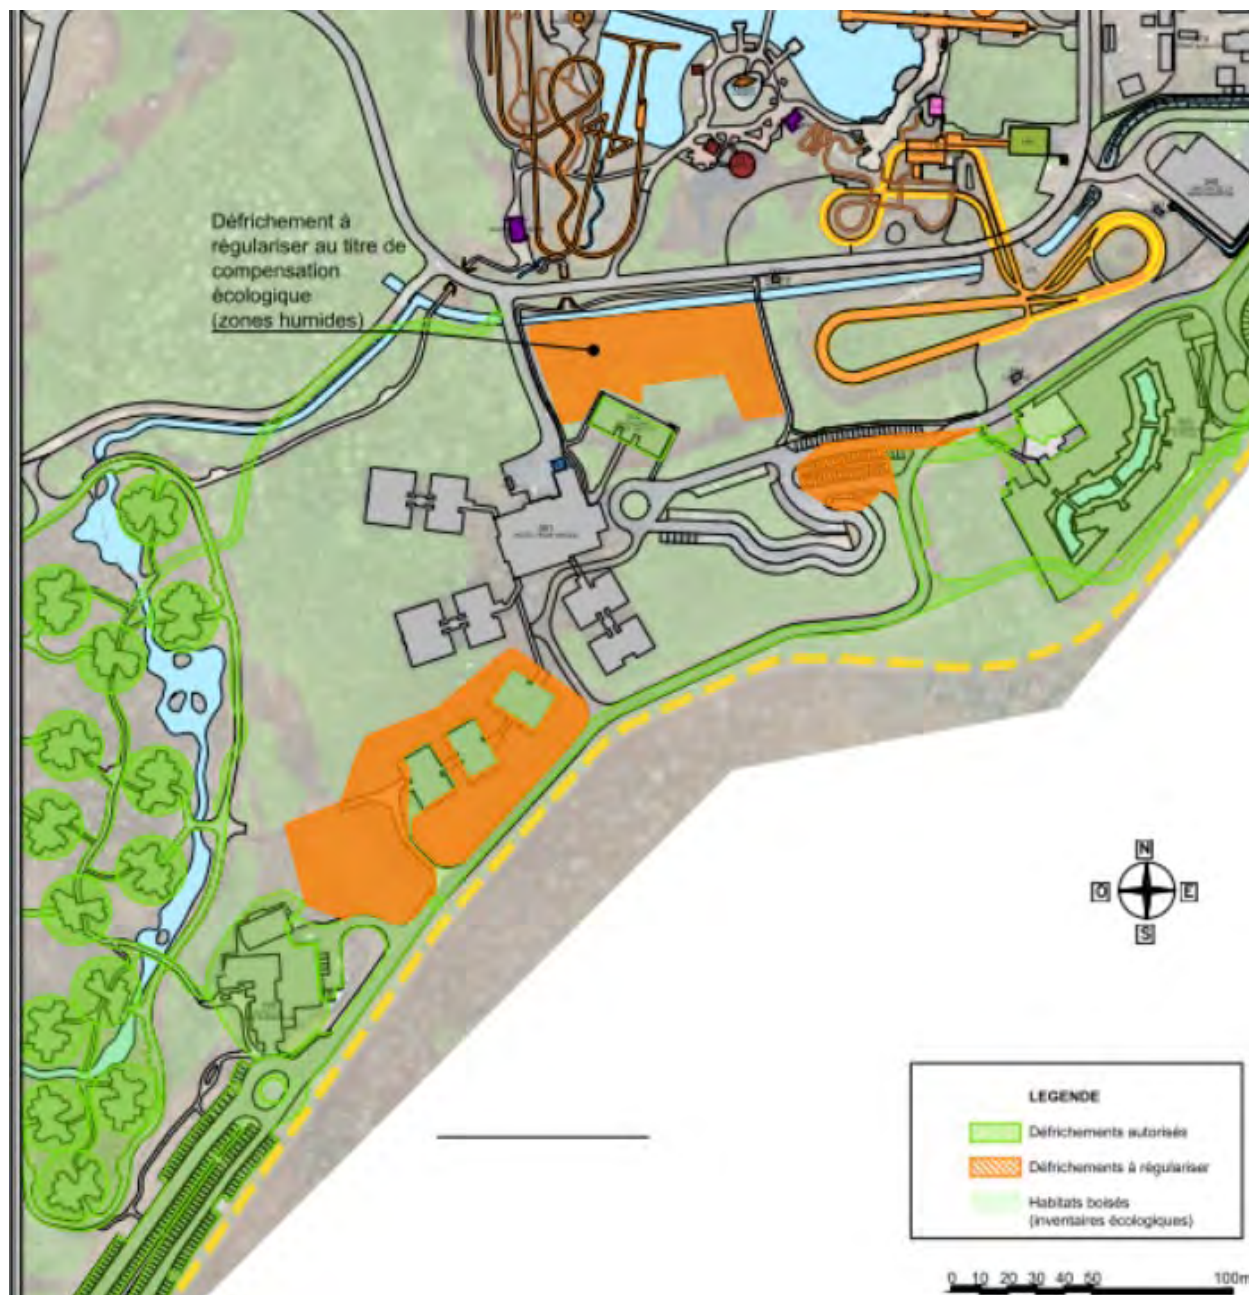 Défrichement à
régulariser au titre de
compensation
écologique
(zones humides)
N
O
E
S
LEGENDE
Défrichements autorisés
Défrichements à régulariser
Habitats boisés
(inventaires écologiques)
0 10 20 30 40 50 100m